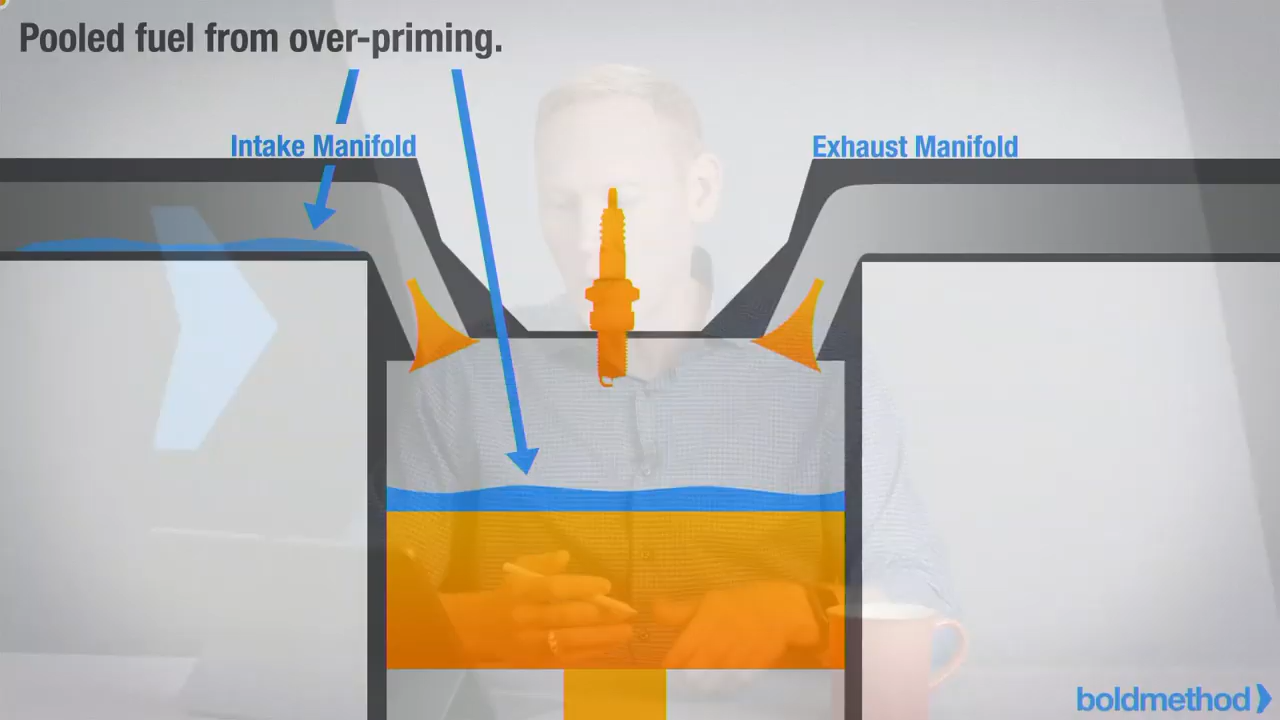 Pooled fuel from over-priming.
Intake Manifold
Exhaust Manifold
boldmethod